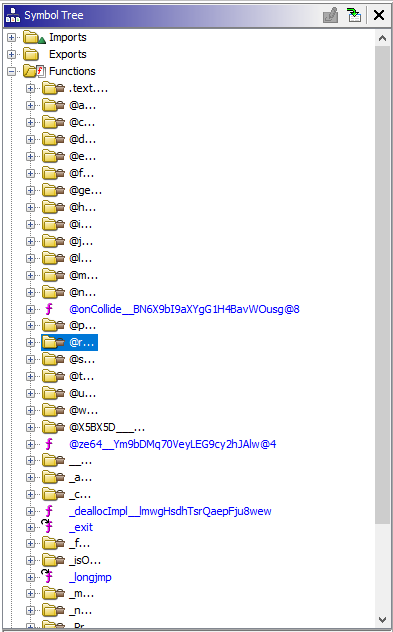 Symbol Tree
Imports
Exports
Functions
.text....
@a...
@c...
@d...
@e...
@f...
@ge...
@h...
@i...
@j...
@l...
@m...
@n...
@onCollide__BN6X9bI9aXYgG1H4BavWOusg@8
@p...
@r...
@s...
@t...
@u...
@w...
@X5BX5D___...
@ze64__Ym9bDMq70VeyLEG9cy2hJAlw@4
__...
_a...
_c...
_deallocImpl__lmwgHsdhTsrQaepFju8wew
_exit
_f...
_isO...
_longjmp
_m...
_n...
_Pr...